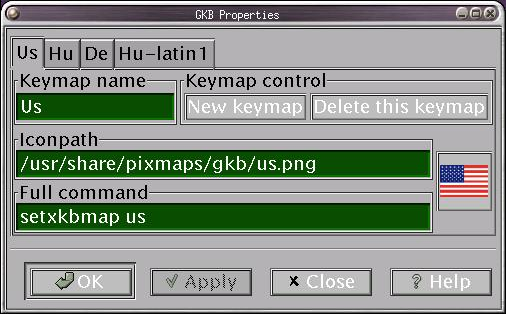 GKB Properties
Us Hu De Hu-latin1
Keymap name Keymap control
Us New keymap Delete this keymap
Iconpath
/usr/share/pixmaps/gkb/us.png
Full command
setxkbmap us
OK Apply Close Help